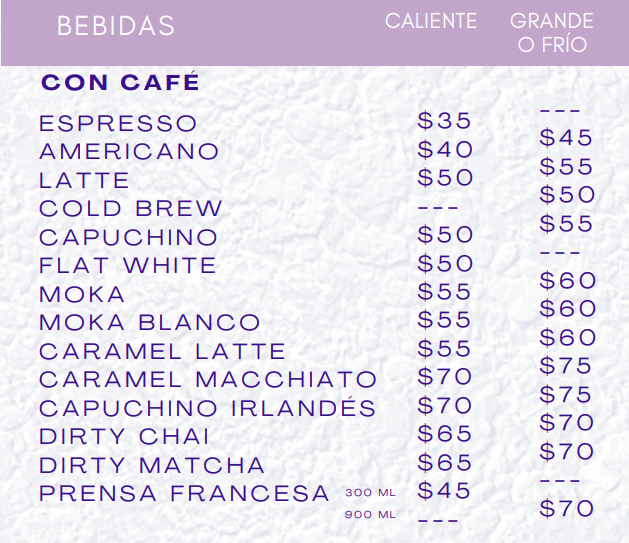 BEBIDAS CALIENTE GRANDE O FRÍO
CON CAFÉ
ESPRESSO $35 ---
AMERICANO $40 $45
LATTE $50 $55
COLD BREW --- $50
CAPUCHINO $50 $55
FLAT WHITE $50 ---
MOKA $55 $60
MOKA BLANCO $55 $60
CARAMEL LATTE $55 $60
CARAMEL MACCHIATO $70 $75
CAPUCHINO IRLANDÉS $70 $75
DIRTY CHAI $65 $70
DIRTY MATCHA $65 $70
PRENSA FRANCESA 300 ML $45 ---
900 ML --- $70